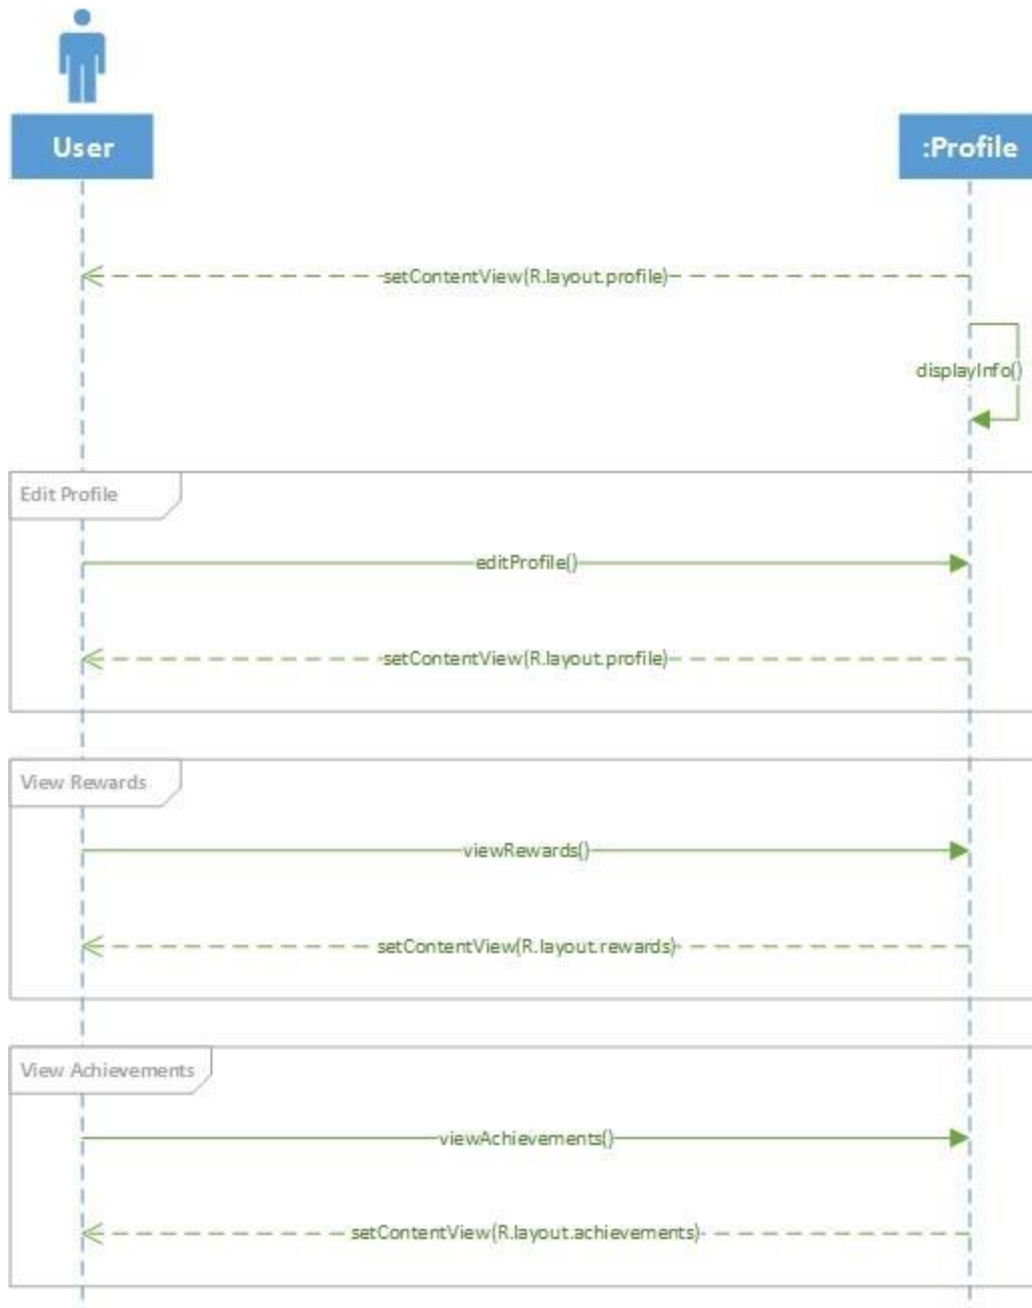 User
:Profile
setContentView(R.layout.profile)
displayInfo()
Edit Profile
editProfile()
setContentView(R.layout.profile)
View Rewards
viewRewards()
setContentView(R.layout.rewards)
View Achievements
viewAchievements()
setContentView(R.layout.achievements)